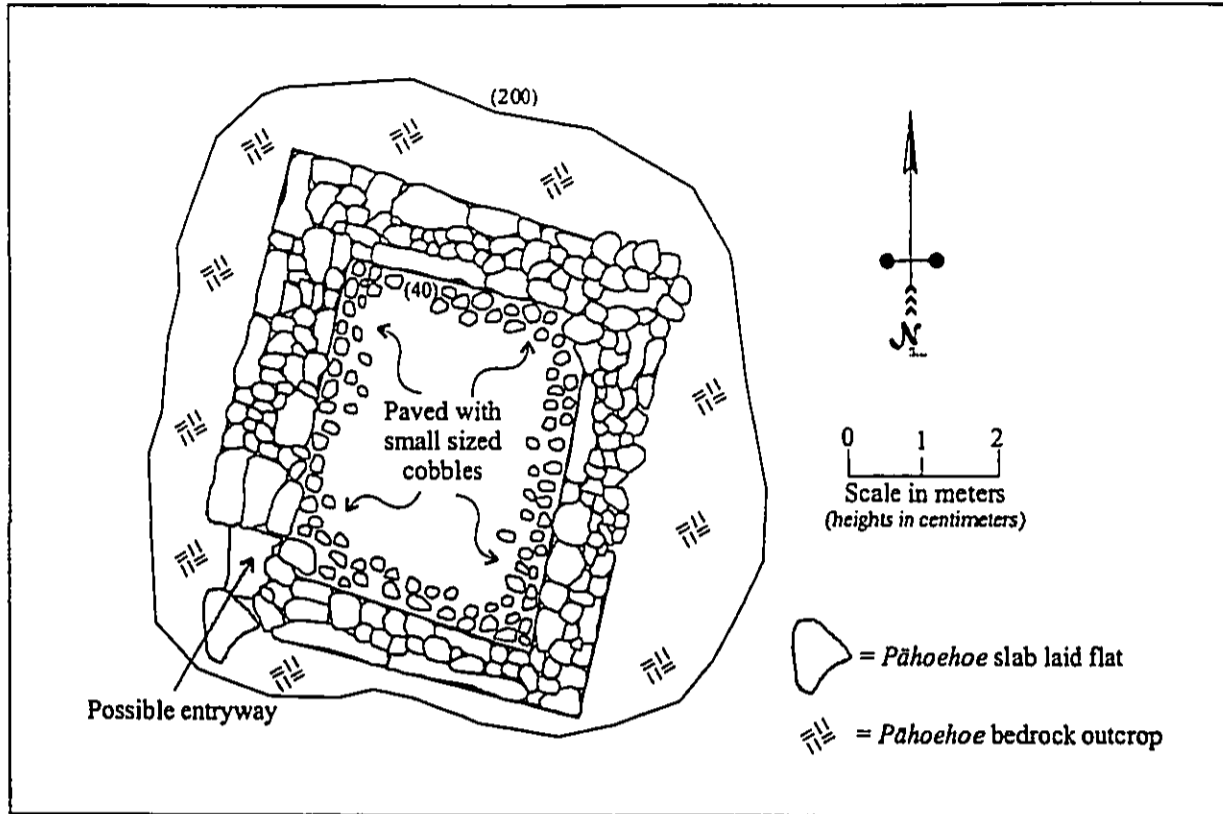 (200)
(40)
Paved with
small sized
cobbles
Possible entryway
N
0 1 2
Scale in meters
(heights in centimeters)
= Pāhoehoe slab laid flat
= Pāhoehoe bedrock outcrop